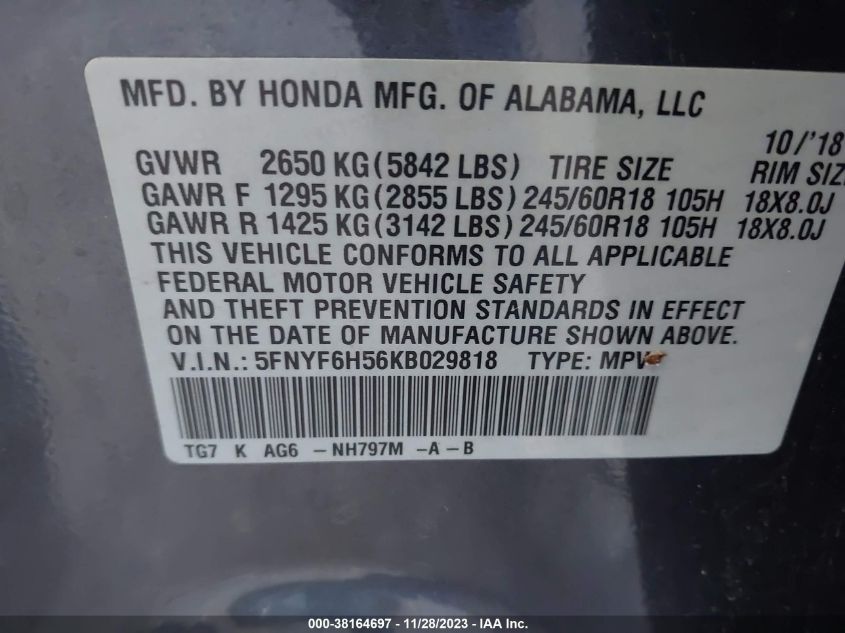 MFD. BY HONDA MFG. OF ALABAMA, LLC
10/'18
GVWR 2650 KG (5842 LBS) TIRE SIZE RIM SIZ
GAWR F 1295 KG (2855 LBS) 245/60R18 105H 18X8.0J
GAWR R 1425 KG (3142 LBS) 245/60R18 105H 18X8.0J
THIS VEHICLE CONFORMS TO ALL APPLICABLE
FEDERAL MOTOR VEHICLE SAFETY
AND THEFT PREVENTION STANDARDS IN EFFECT
ON THE DATE OF MANUFACTURE SHOWN ABOVE.
V.I.N.: 5FNYF6H56KB029818 TYPE: MPV
TG7 K AG6 - NH797M - A - B
000-38164697 - 11/28/2023 - IAAI.com